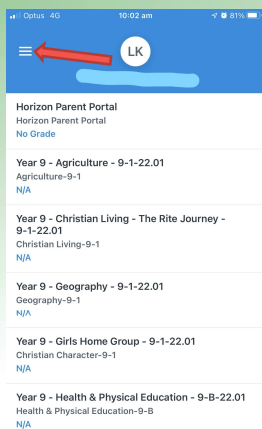 Optus 4G 10:02 am 81%
LK
Horizon Parent Portal
Horizon Parent Portal
No Grade
Year 9 - Agriculture - 9-1-22.01
Agriculture-9-1
N/A
Year 9 - Christian Living - The Rite Journey -
9-1-22.01
Christian Living-9-1
N/A
Year 9 - Geography - 9-1-22.01
Geography-9-1
N/A
Year 9 - Girls Home Group - 9-1-22.01
Christian Character-9-1
N/A
Year 9 - Health & Physical Education - 9-B-22.01
Health & Physical Education-9-B
N/A